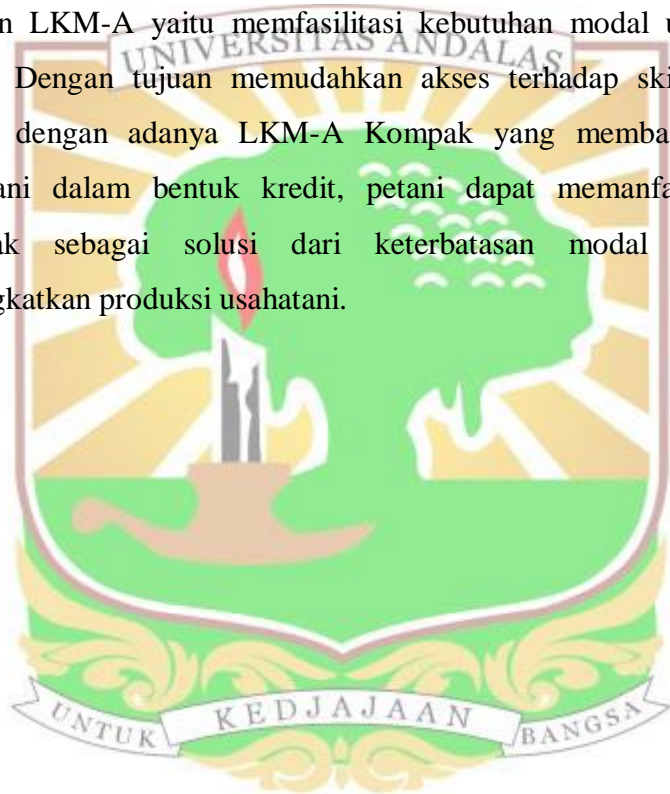 n LKM-A yaitu memfasilitasi kebutuhan modal u
UNIVERSITAS ANDALAS
Dengan tujuan memudahkan akses terhadap ski
dengan adanya LKM-A Kompak yang memba
ani dalam bentuk kredit, petani dapat memanfa
ak sebagai solusi dari keterbatasan modal
gkatkan produksi usahatani.
UNTUK KEDJAJAAN BANGSA